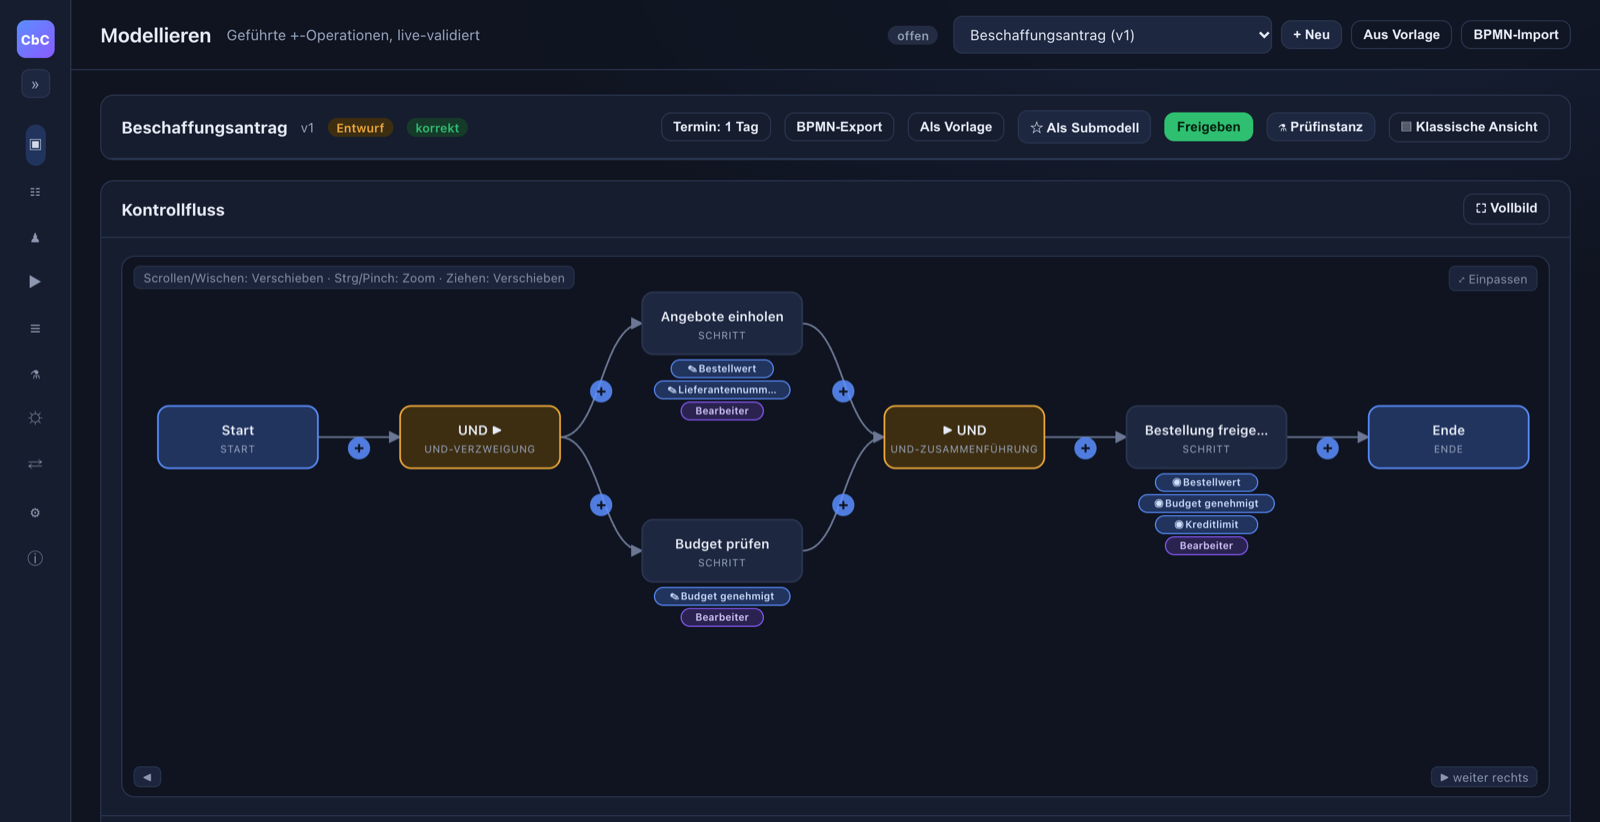 CbC
Modellieren
Geführte +-Operationen, live-validiert
offen
Beschaffungsantrag (v1)
+ Neu
Aus Vorlage
BPMN-Import
»
Beschaffungsantrag
v1
Entwurf
korrekt
Termin: 1 Tag
BPMN-Export
Als Vorlage
☆ Als Submodell
Freigeben
Prüfinstanz
Klassische Ansicht
Kontrollfluss
Vollbild
Scrollen/Wischen: Verschieben · Strg/Pinch: Zoom · Ziehen: Verschieben
Einpassen
Angebote einholen
SCHRITT
✎ Bestellwert
✎ Lieferantennumm…
Bearbeiter
Start
START
UND ▶
UND-VERZWEIGUNG
▶ UND
UND-ZUSAMMENFÜHRUNG
Bestellung freige…
SCHRITT
◉ Bestellwert
◉ Budget genehmigt
◉ Kreditlimit
Bearbeiter
Ende
ENDE
Budget prüfen
SCHRITT
✎ Budget genehmigt
Bearbeiter
◀
▶ weiter rechts